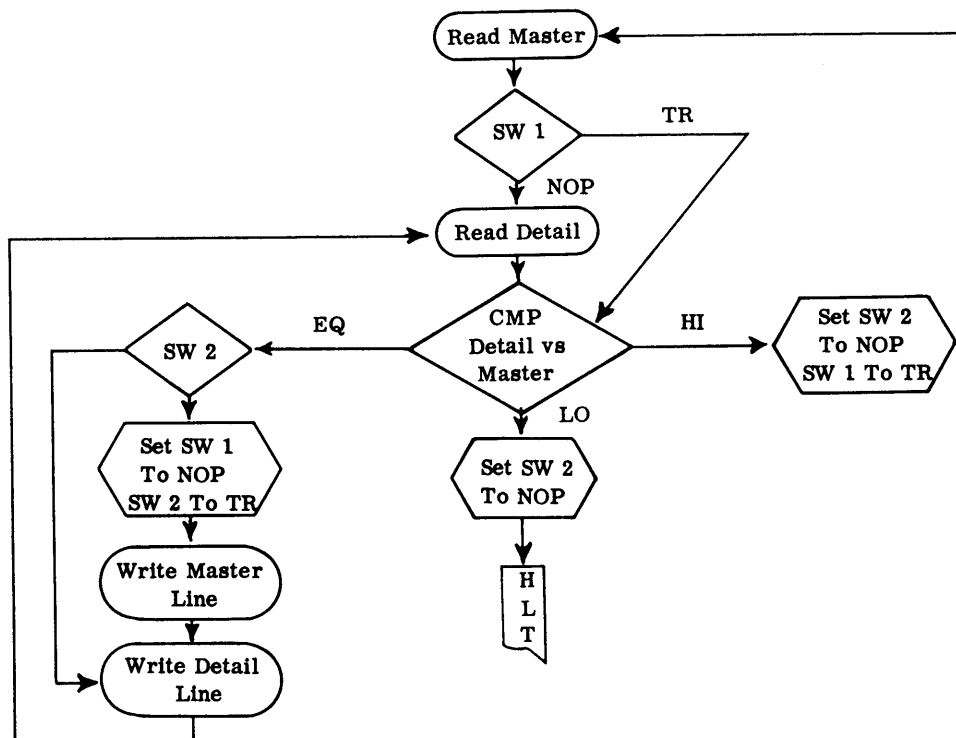 Read Master
SW 1
TR
NOP
Read Detail
EQ
CMP
Detail vs
Master
HI
Set SW 2
To NOP
SW 1 To TR
SW 2
LO
Set SW 1
To NOP
SW 2 To TR
Set SW 2
To NOP
Write Master
Line
H
L
T
Write Detail
Line